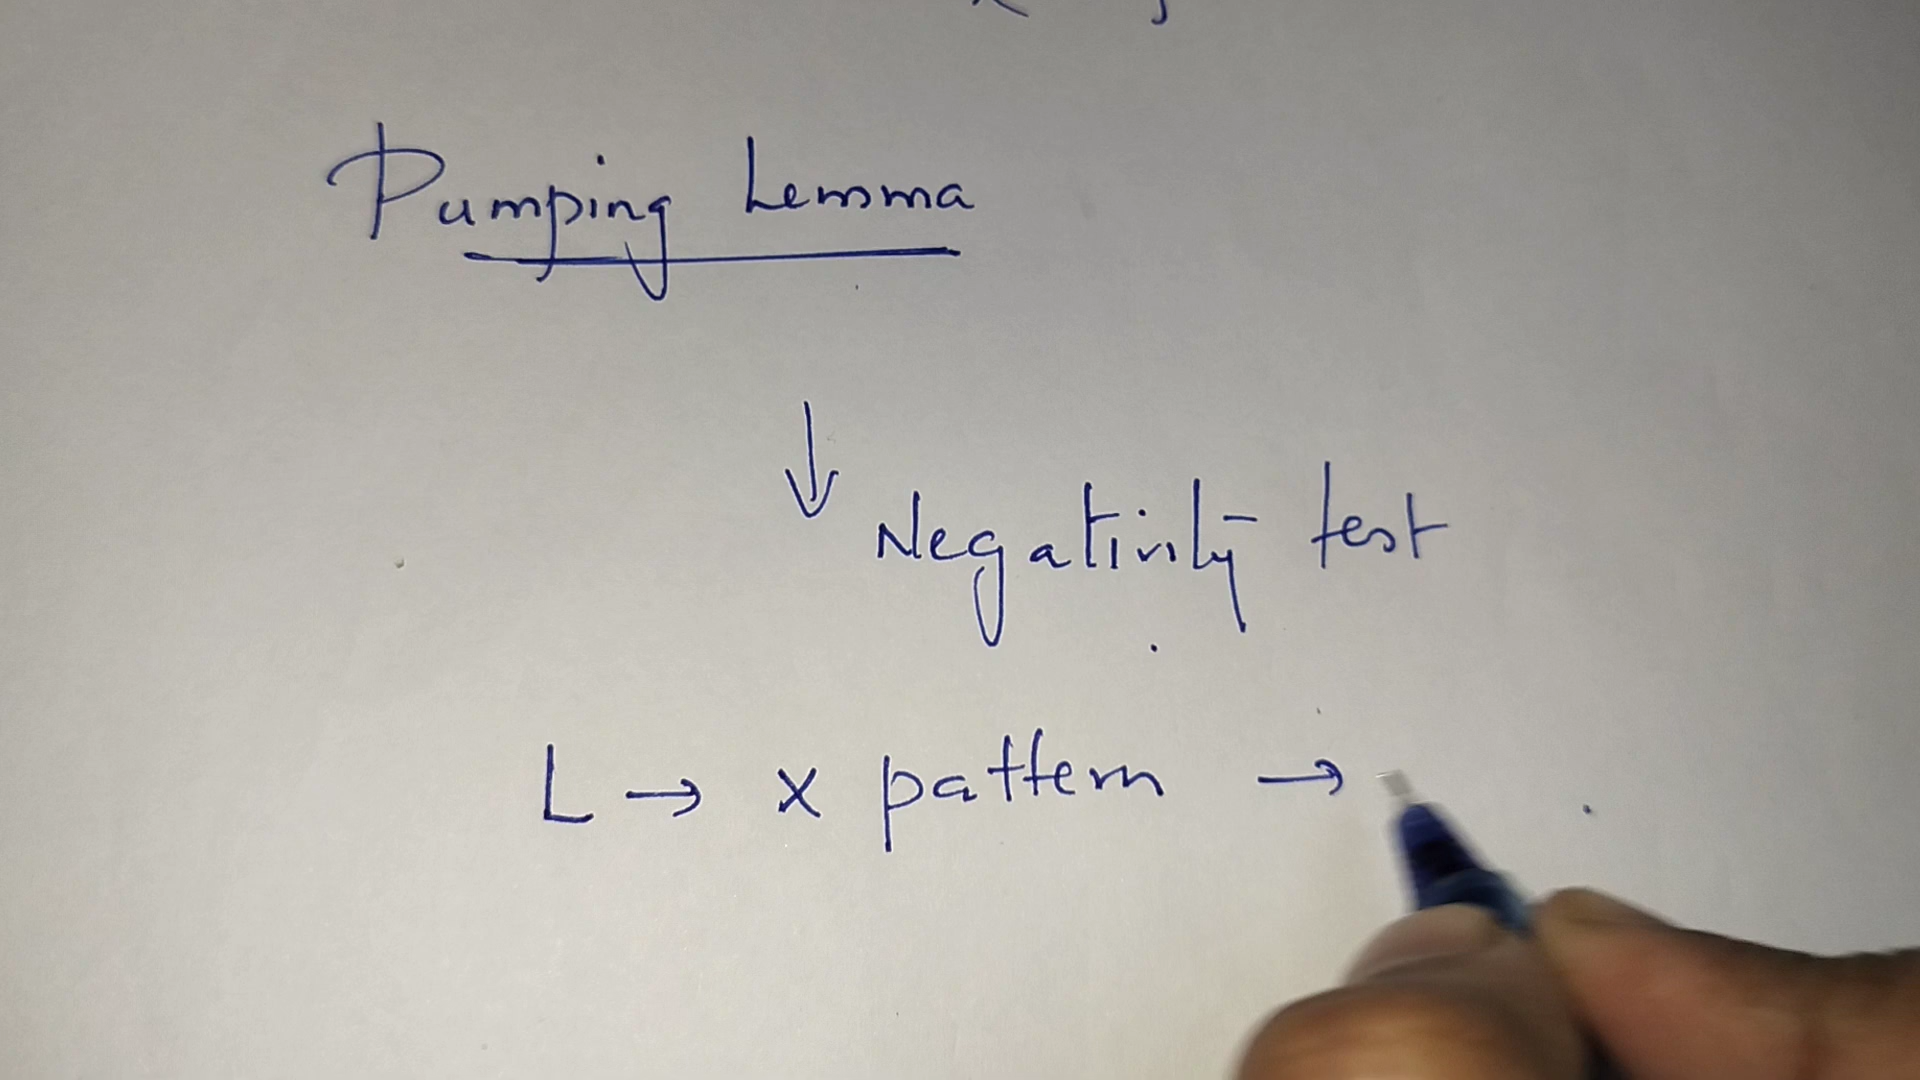 Pumping Lemma
↓ Negativity test
L → x pattern →